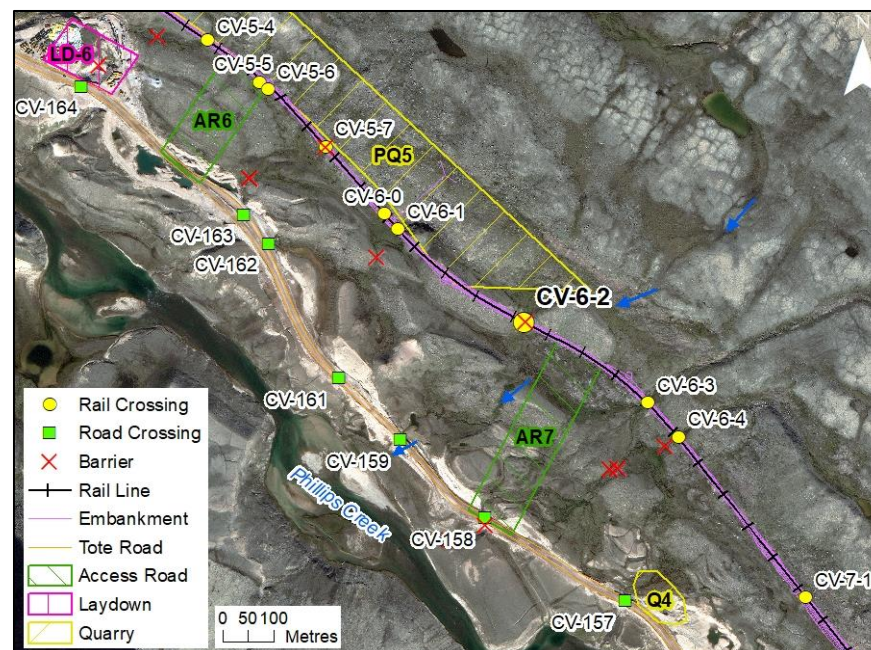 N
LD-6
CV-5-4
CV-5-5
CV-5-6
CV-164
AR6
CV-5-7
PQ5
CV-6-0
CV-6-1
CV-163
CV-162
CV-6-2
CV-161
CV-6-3
CV-6-4
AR7
CV-159
Phillips Creek
CV-158
CV-7-1
Q4
CV-157
Rail Crossing
Road Crossing
Barrier
Rail Line
Embankment
Tote Road
Access Road
Laydown
Quarry
0 50 100
Metres